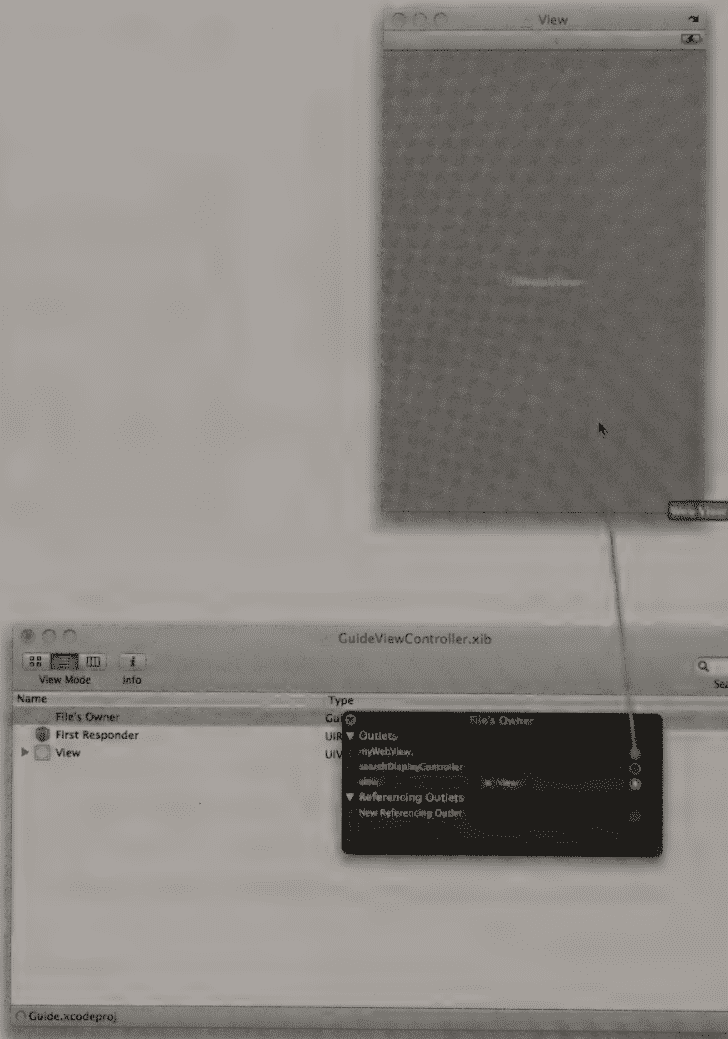 View
GuideViewController.xib
View Mode
Info
Name
Type
File's Owner
First Responder
View
File's Owner
Outlets
myWebView
searchDisplayController
view
Referencing Outlets
New Referencing Outlet
Guide.xcodeproj